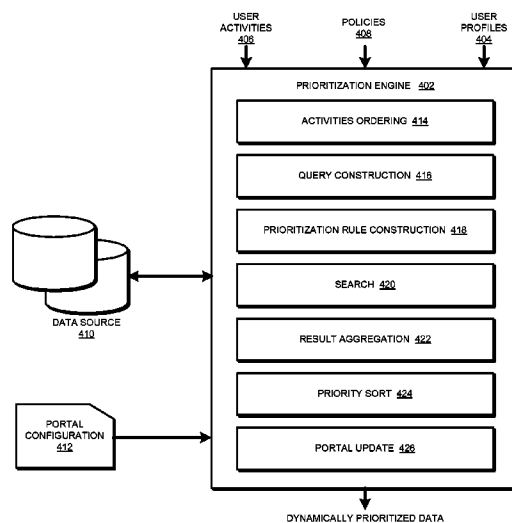 USER
ACTIVITIES
406
POLICIES
408
USER
PROFILES
404
PRIORITIZATION ENGINE 402
ACTIVITIES ORDERING 414
QUERY CONSTRUCTION 416
PRIORITIZATION RULE CONSTRUCTION 418
SEARCH 420
DATA SOURCE
410
RESULT AGGREGATION 422
PRIORITY SORT 424
PORTAL
CONFIGURATION
412
PORTAL UPDATE 426
DYNAMICALLY PRIORITIZED DATA